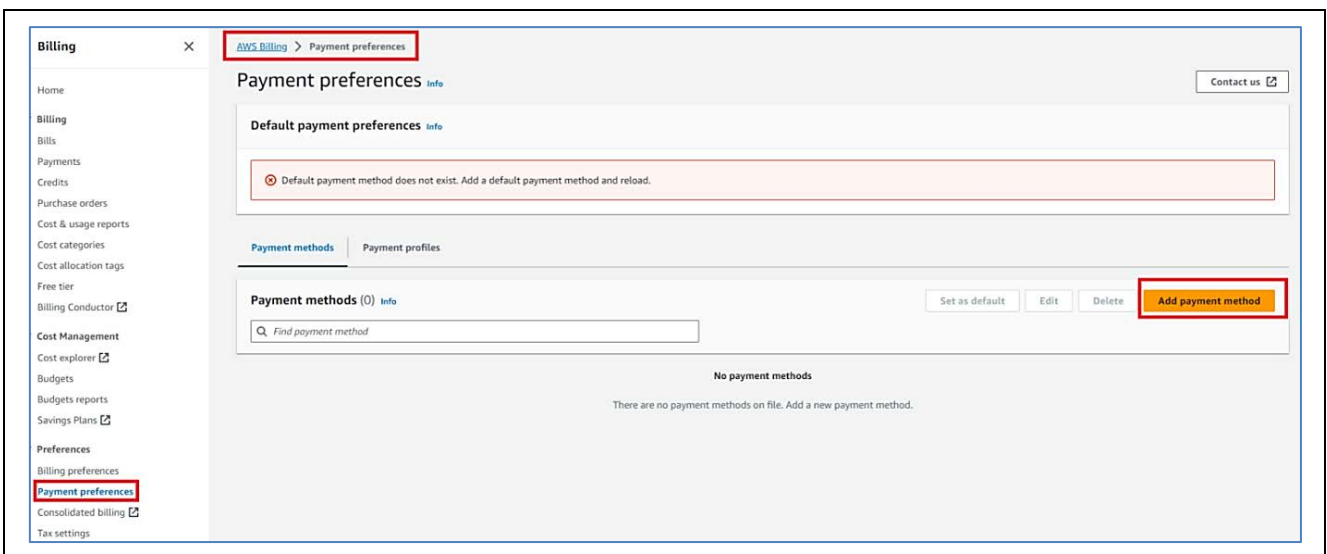 Billing
Home
Billing
Bills
Payments
Credits
Purchase orders
Cost & usage reports
Cost categories
Cost allocation tags
Free tier
Billing Conductor
Cost Management
Cost explorer
Budgets
Budgets reports
Savings Plans
Preferences
Billing preferences
Payment preferences
Consolidated billing
Tax settings
AWS Billing > Payment preferences
Payment preferences Info
Contact us
Default payment preferences Info
Default payment method does not exist. Add a default payment method and reload.
Payment methods Payment profiles
Payment methods (0) Info
Set as default Edit Delete Add payment method
Find payment method
No payment methods
There are no payment methods on file. Add a new payment method.